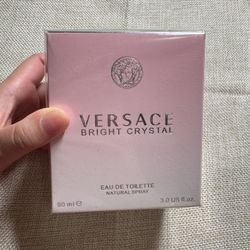 VERSACE
BRIGHT CRYSTAL
EAU DE TOILETTE
NATURAL SPRAY
90 ml e 3.0 US fl.oz.